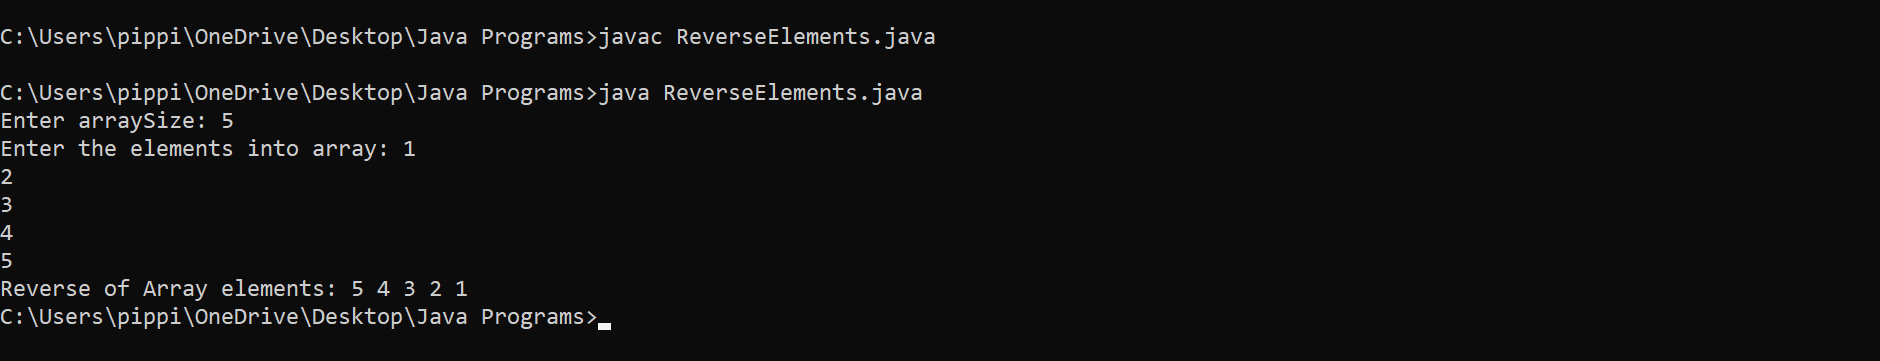 C:\Users\pippi\OneDrive\Desktop\Java Programs>javac ReverseElements.java
C:\Users\pippi\OneDrive\Desktop\Java Programs>java ReverseElements.java
Enter arraySize: 5
Enter the elements into array: 1
2
3
4
5
Reverse of Array elements: 5 4 3 2 1
C:\Users\pippi\OneDrive\Desktop\Java Programs>